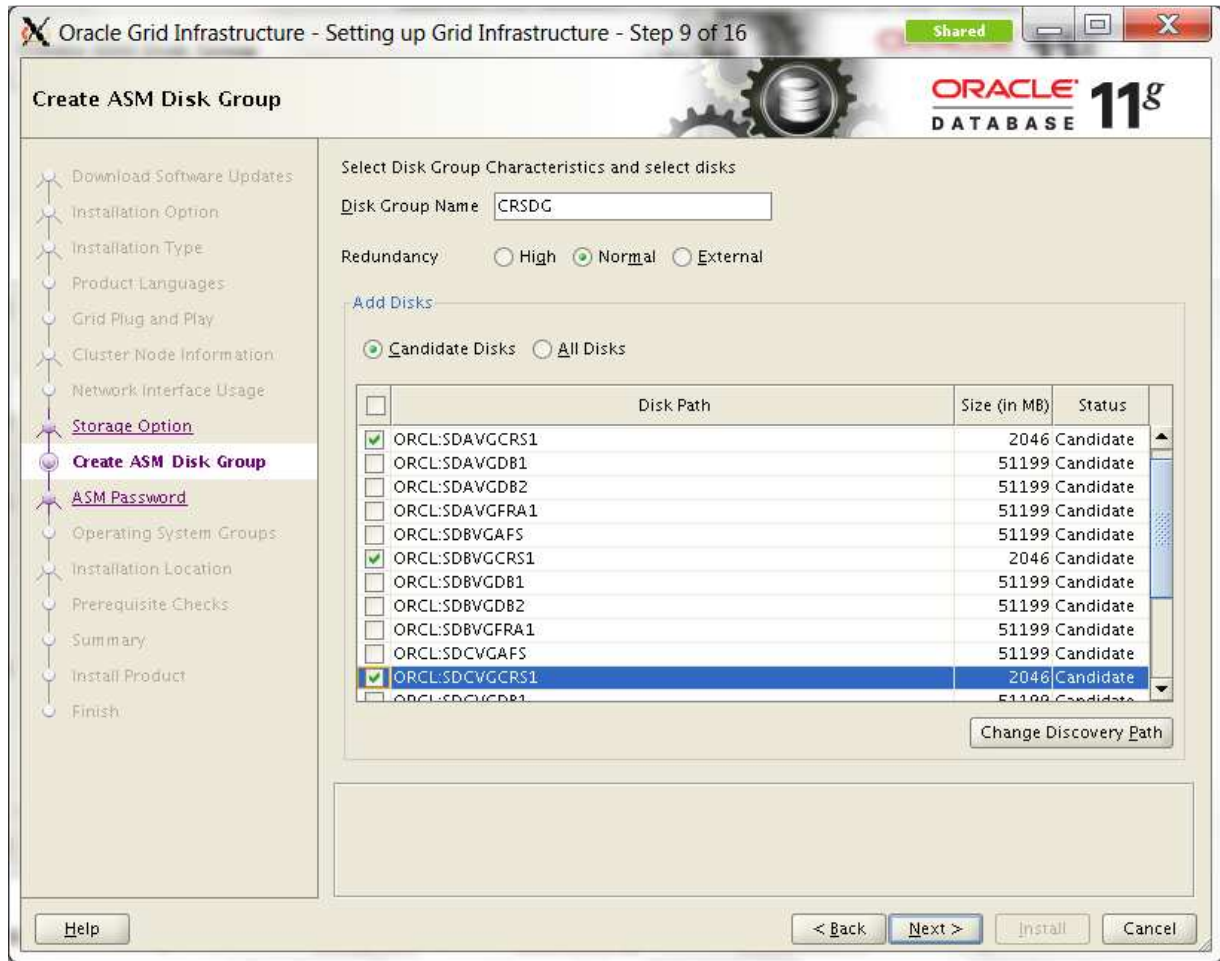 Oracle Grid Infrastructure - Setting up Grid Infrastructure - Step 9 of 16
Shared
Create ASM Disk Group
ORACLE
DATABASE 11g
Download Software Updates
Installation Option
Installation Type
Product Languages
Grid Plug and Play
Cluster Node Information
Network Interface Usage
Storage Option
Create ASM Disk Group
ASM Password
Operating System Groups
Installation Location
Prerequisite Checks
Summary
Install Product
Finish
Select Disk Group Characteristics and select disks
Disk Group Name CRSDG
Redundancy High Normal External
Add Disks
Candidate Disks All Disks
Disk Path Size (in MB) Status
ORCL:SDAVGCRS1 2046 Candidate
ORCL:SDAVGDB1 51199 Candidate
ORCL:SDAVGDB2 51199 Candidate
ORCL:SDAVGFRA1 51199 Candidate
ORCL:SDBVGAFS 51199 Candidate
ORCL:SDBVGCRS1 2046 Candidate
ORCL:SDBVGDB1 51199 Candidate
ORCL:SDBVGDB2 51199 Candidate
ORCL:SDBVGFRA1 51199 Candidate
ORCL:SDCVGAFS 51199 Candidate
ORCL:SDCVGCRS1 2046 Candidate
ORCL:SDCVGDB1 51199 Candidate
Change Discovery Path
Help
< Back Next > Install Cancel